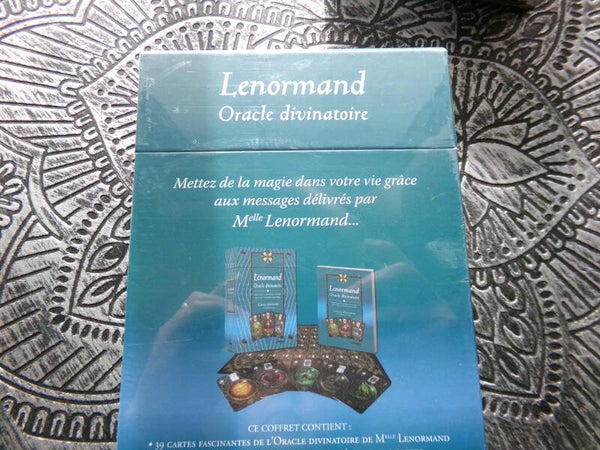 Lenormand
Oracle divinatoire
Mettez de la magie dans votre vie grâce
aux messages délivrés par
Melle Lenormand...
Lenormand
Oracle divinatoire
Lenormand
Oracle divinatoire
CE COFFRET CONTIENT :
• 39 CARTES FASCINANTES DE L'ORACLE DIVINATOIRE DE MELLE LENORMAND